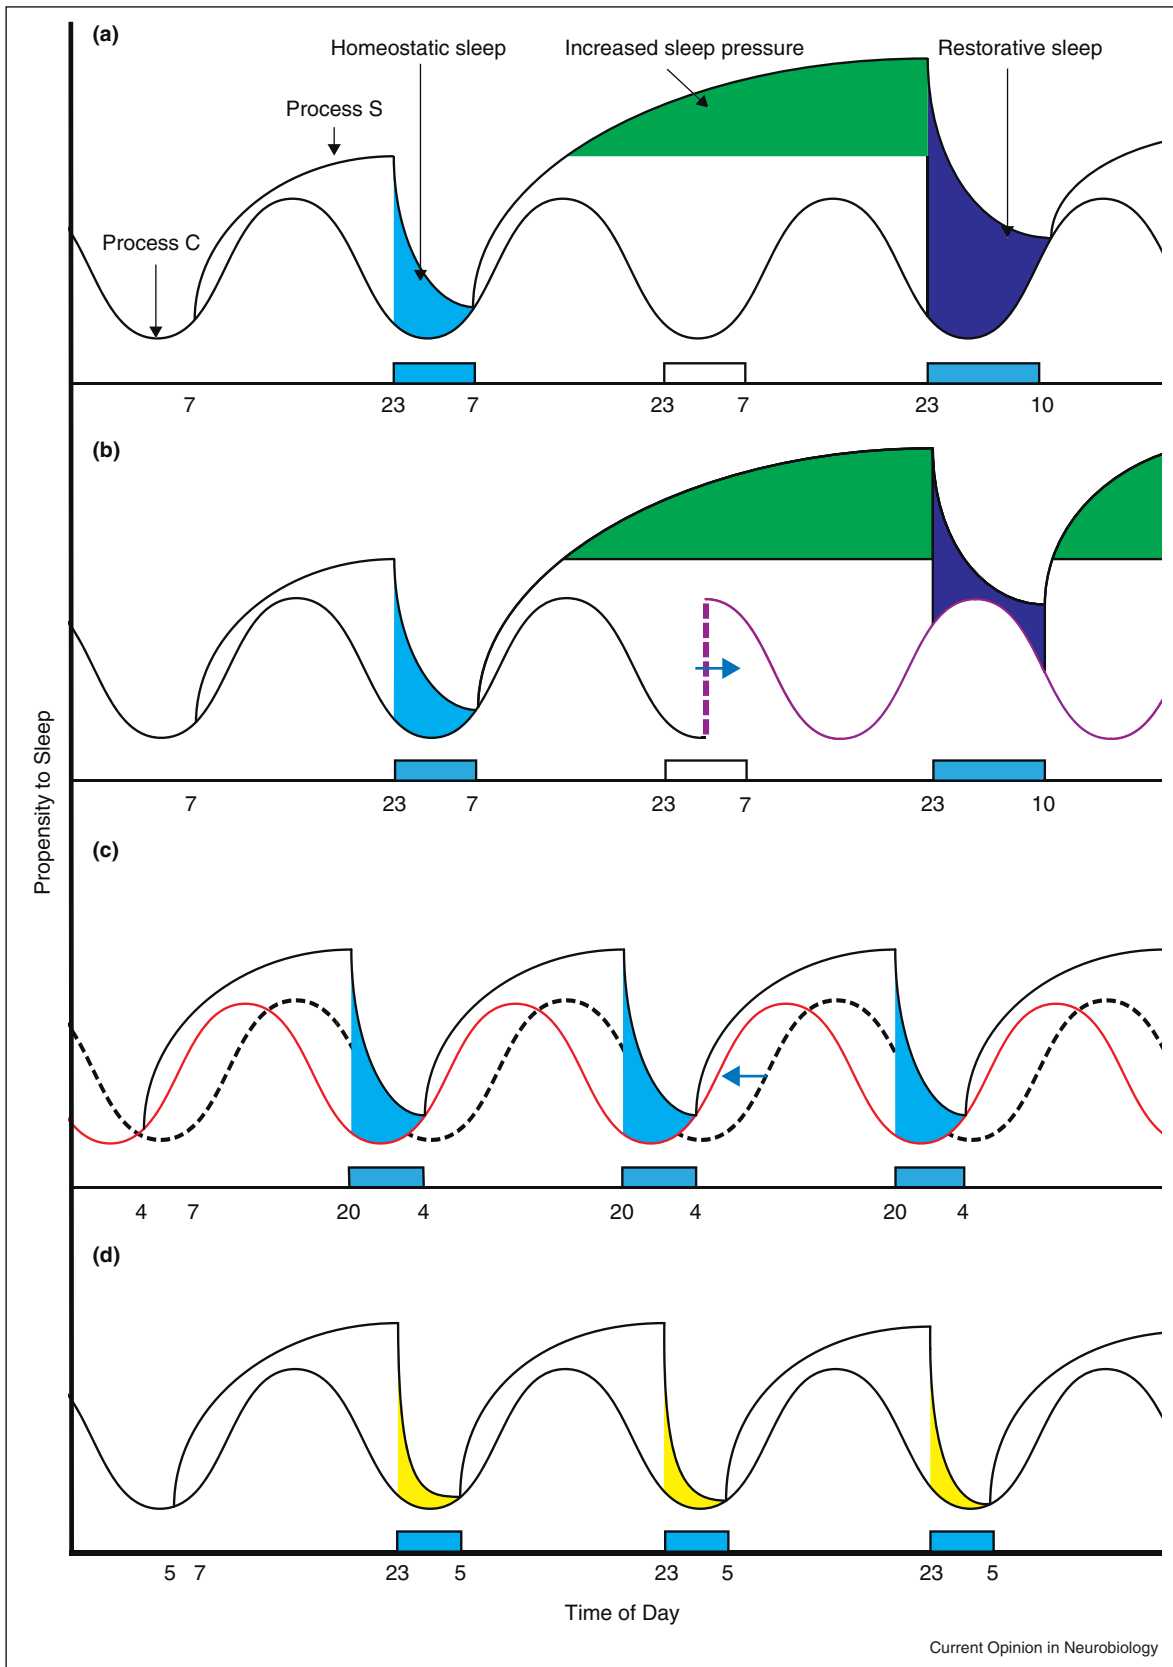 (a)
Homeostatic sleep
Increased sleep pressure
Restorative sleep
Process S
Process C
7
23
7
23
7
23
10
(b)
7
23
7
23
7
23
10
Propensity to Sleep
(c)
4
7
20
4
20
4
20
4
(d)
5
7
23
5
23
5
23
5
Time of Day
Current Opinion in Neurobiology